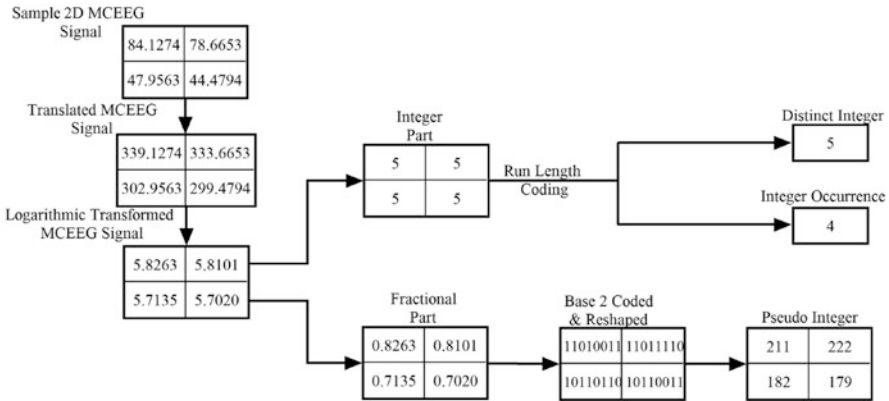 Sample 2D MCEEG
Signal
84.1274 78.6653
47.9563 44.4794
Translated MCEEG
Signal
339.1274 333.6653
302.9563 299.4794
Logarithmic Transformed
MCEEG Signal
5.8263 5.8101
5.7135 5.7020
Integer
Part
5 5
5 5
Run Length
Coding
Distinct Integer
5
Integer Occurrence
4
Fractional
Part
0.8263 0.8101
0.7135 0.7020
Base 2 Coded
& Reshaped
11010011 11011110
10110110 10110011
Pseudo Integer
211 222
182 179